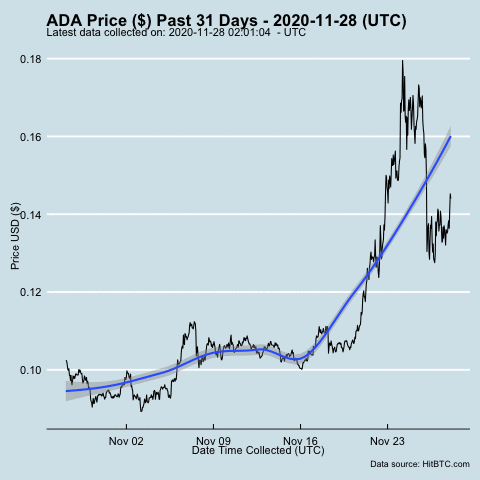 ADA Price ($) Past 31 Days - 2020-11-28 (UTC)
Latest data collected on: 2020-11-28 02:01:04 - UTC
Price USD ($)
0.18
0.16
0.14
0.12
0.10
Nov 02 Nov 09 Nov 16 Nov 23
Date Time Collected (UTC)
Data source: HitBTC.com